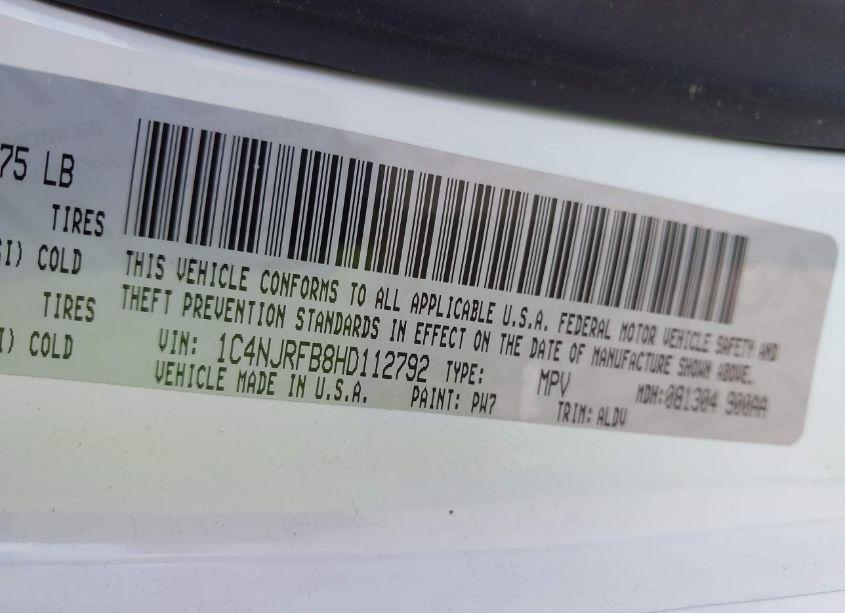 75 LB
TIRES
SI) COLD
TIRES
I) COLD
THIS VEHICLE CONFORMS TO ALL APPLICABLE U.S.A. FEDERAL MOTOR VEHICLE SAFETY AND
THEFT PREVENTION STANDARDS IN EFFECT ON THE DATE OF MANUFACTURE SHOWN ABOVE.
VIN: 1C4NJRFB8HD112792 TYPE: MPV MDH:081304 900AA
VEHICLE MADE IN U.S.A. PAINT: PW7 TRIM: ALDV